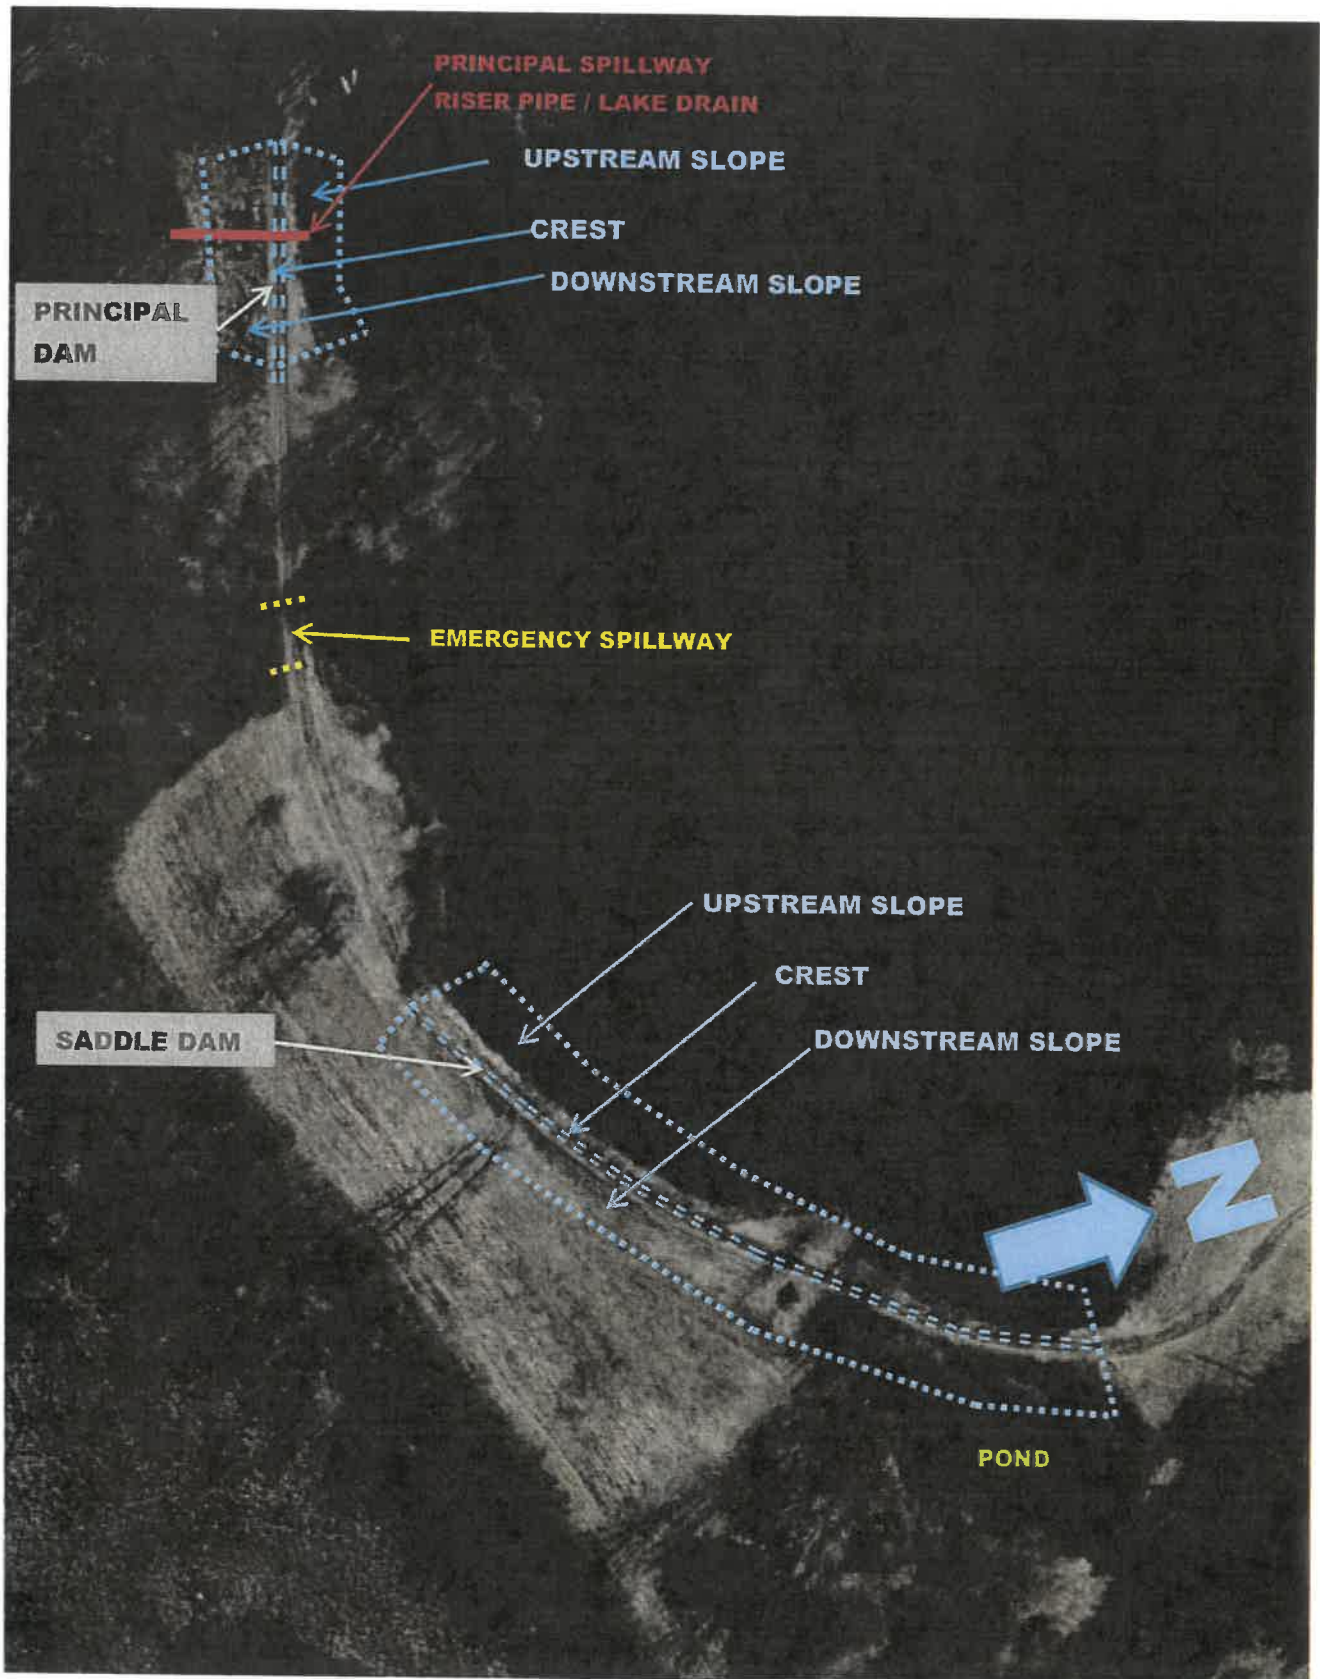 PRINCIPAL SPILLWAY
RISER PIPE / LAKE DRAIN
UPSTREAM SLOPE
CREST
DOWNSTREAM SLOPE
PRINCIPAL
DAM
EMERGENCY SPILLWAY
UPSTREAM SLOPE
CREST
DOWNSTREAM SLOPE
SADDLE DAM
N
POND